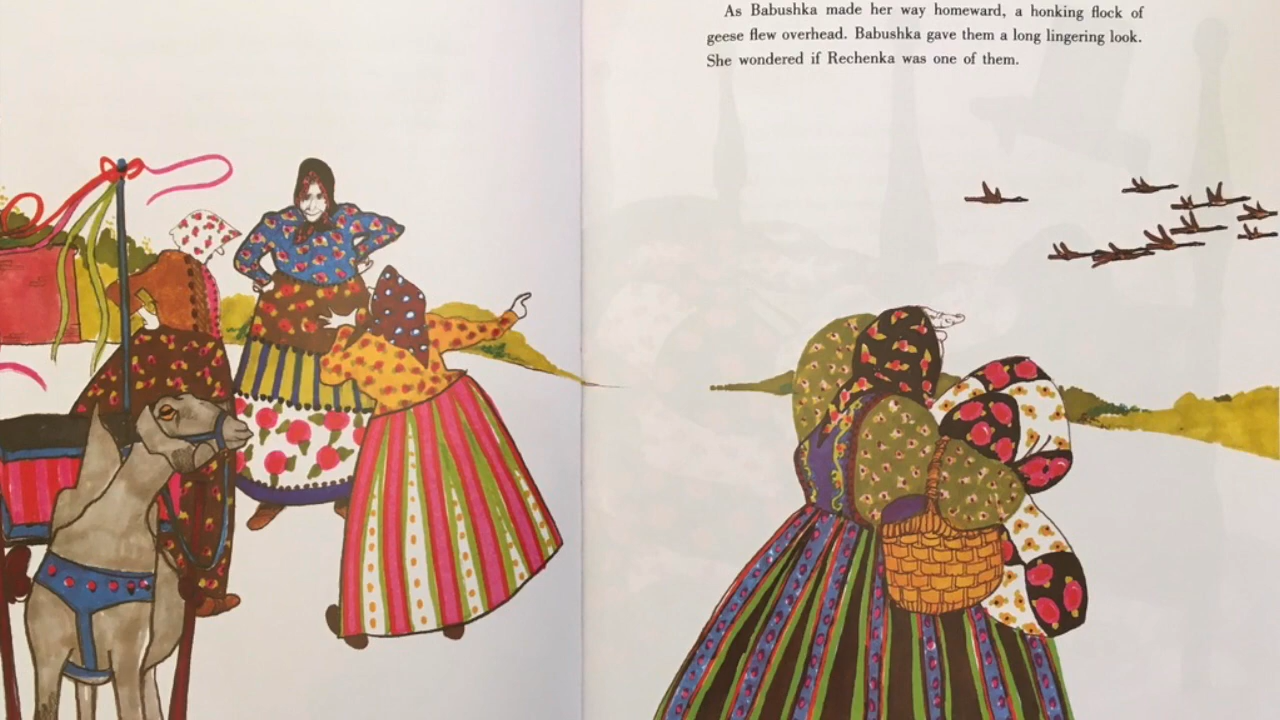 As Babushka made her way homeward, a honking flock of
geese flew overhead. Babushka gave them a long lingering look.
She wondered if Rechenka was one of them.